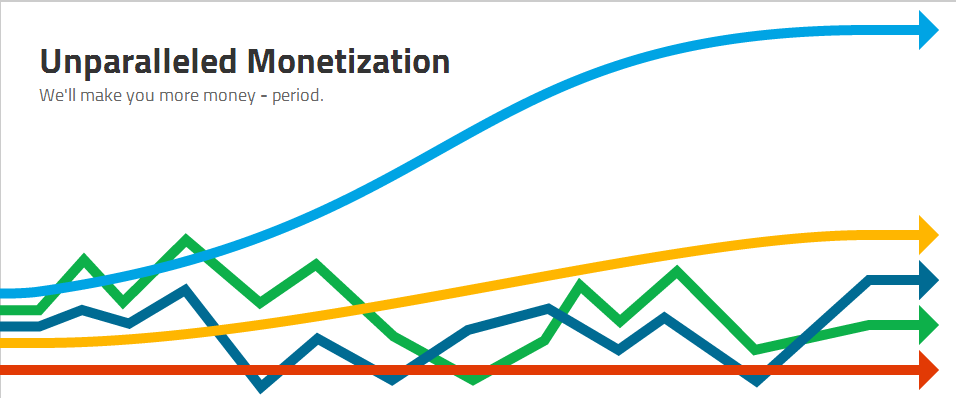 Unparalleled Monetization
We'll make you more money - period.